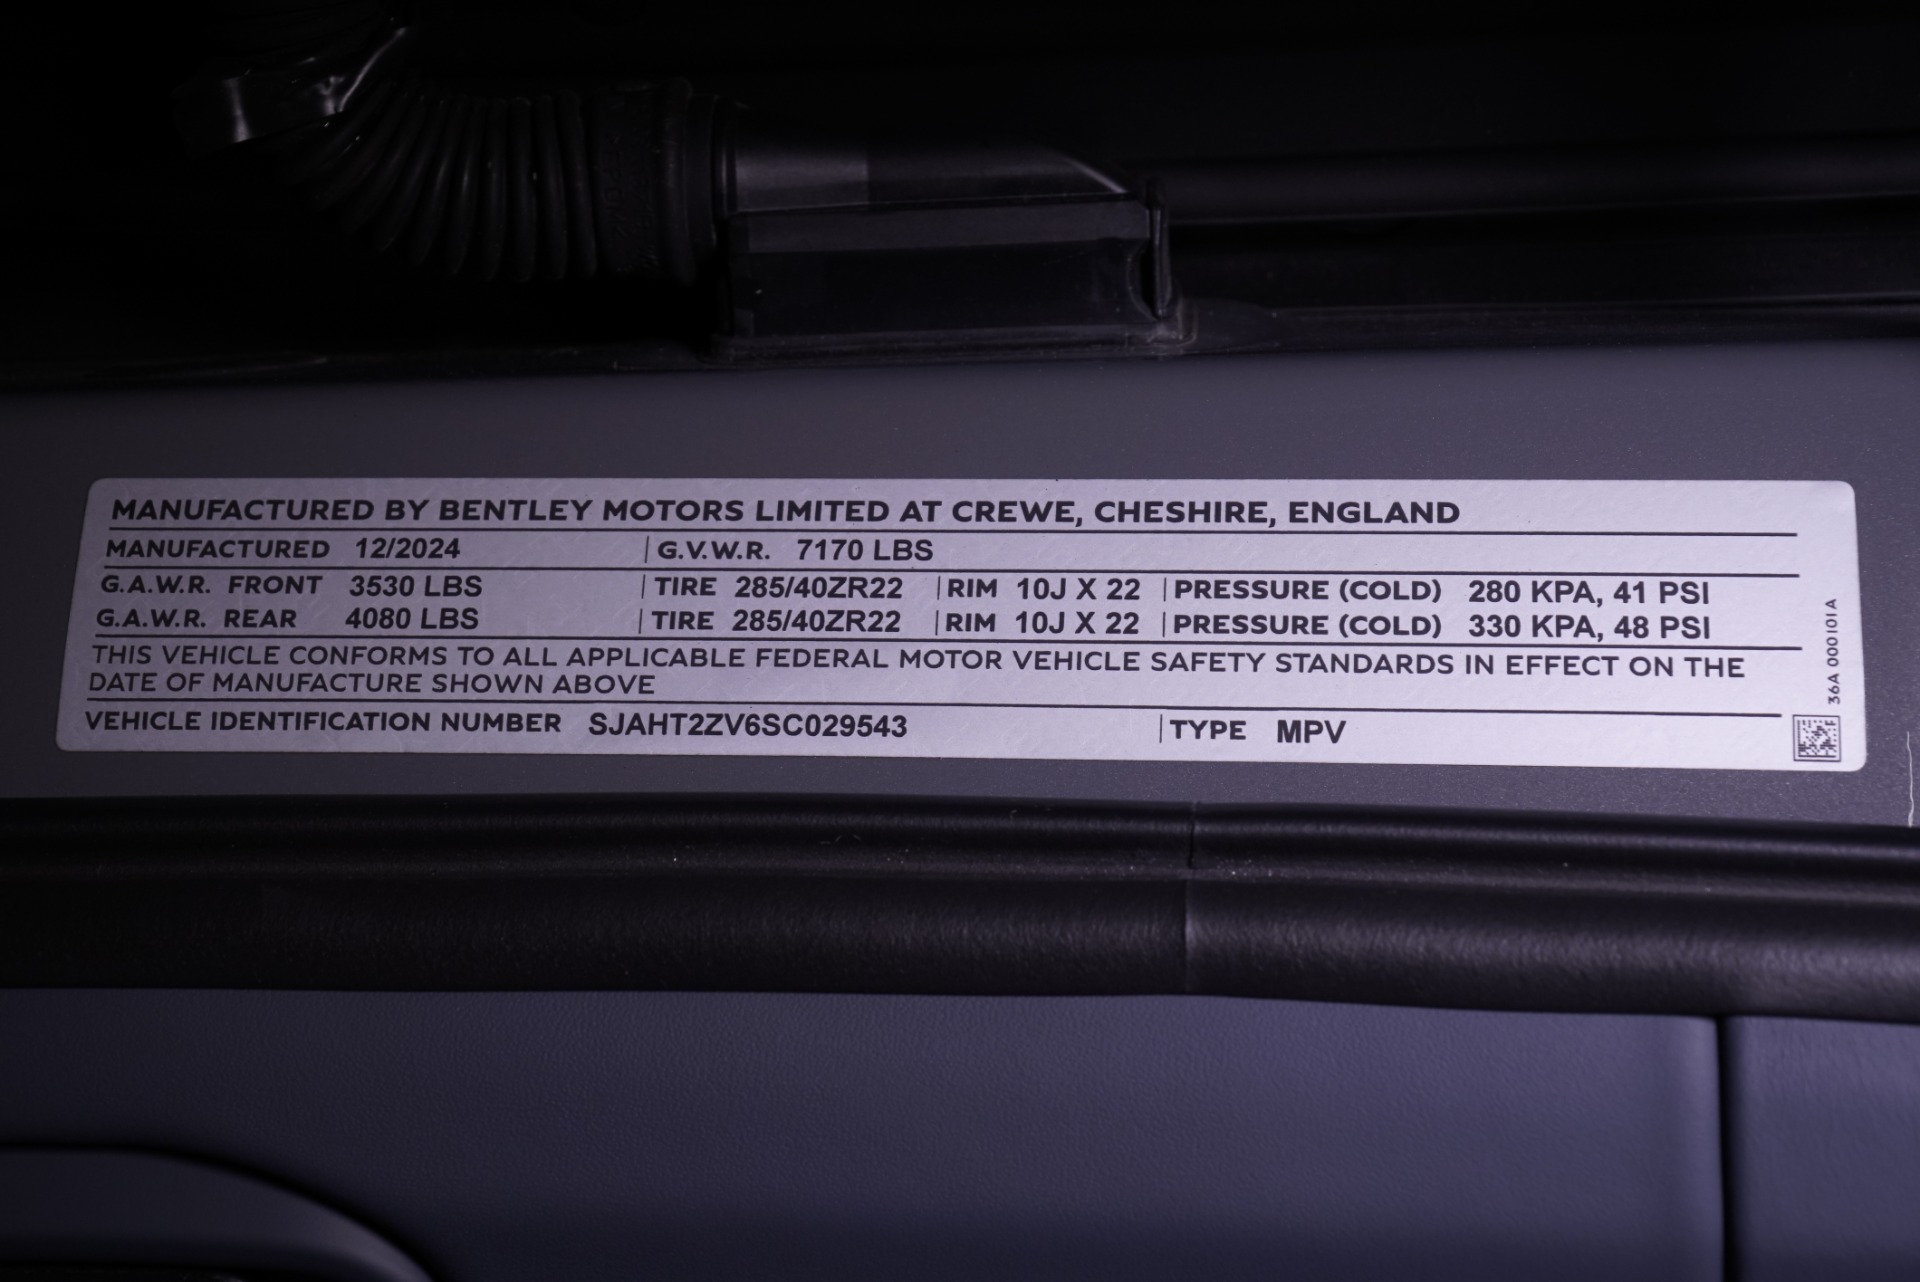 MANUFACTURED BY BENTLEY MOTORS LIMITED AT CREWE, CHESHIRE, ENGLAND
MANUFACTURED 12/2024 G.V.W.R. 7170 LBS
G.A.W.R. FRONT 3530 LBS TIRE 285/40ZR22 RIM 10J X 22 PRESSURE (COLD) 280 KPA, 41 PSI
G.A.W.R. REAR 4080 LBS TIRE 285/40ZR22 RIM 10J X 22 PRESSURE (COLD) 330 KPA, 48 PSI
THIS VEHICLE CONFORMS TO ALL APPLICABLE FEDERAL MOTOR VEHICLE SAFETY STANDARDS IN EFFECT ON THE
DATE OF MANUFACTURE SHOWN ABOVE
VEHICLE IDENTIFICATION NUMBER SJAHT2ZV6SC029543 TYPE MPV
36A 000101A